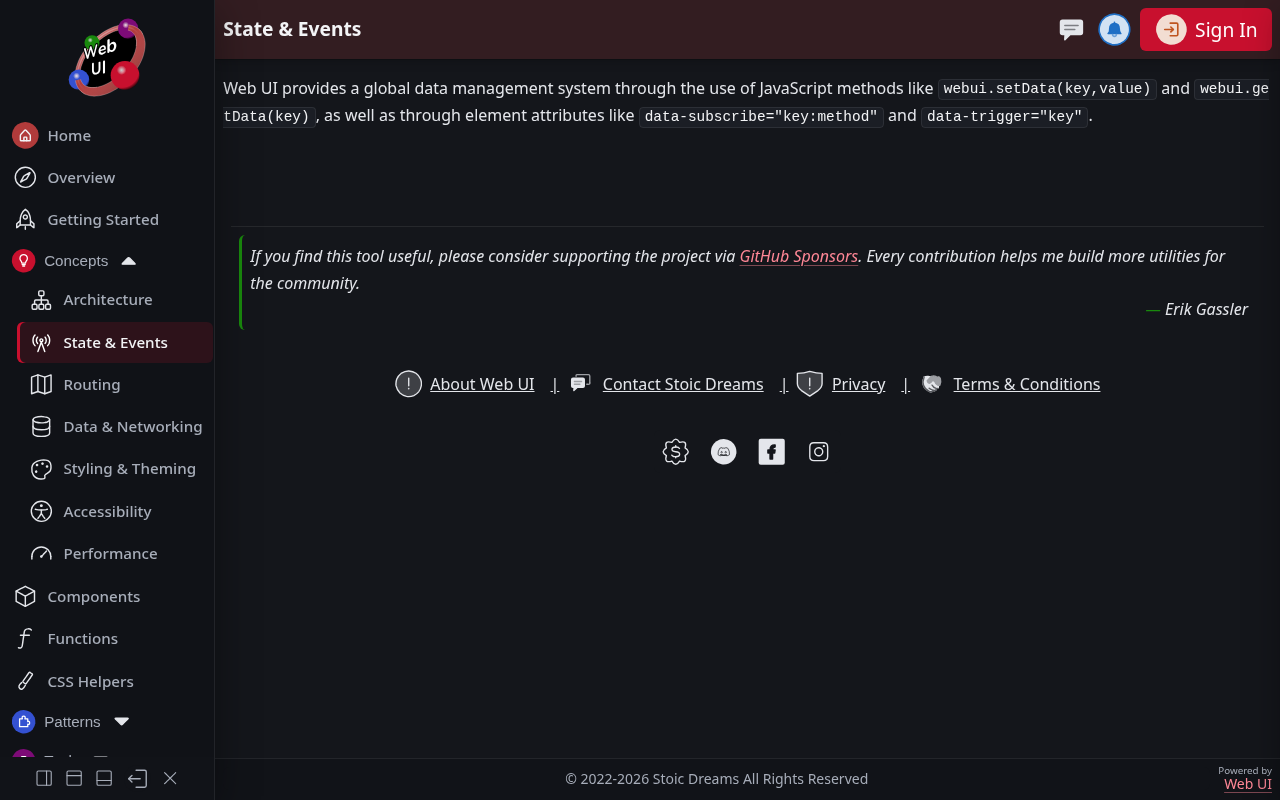 Web
UI
State & Events
Sign In
Home
Overview
Getting Started
Concepts
Architecture
State & Events
Routing
Data & Networking
Styling & Theming
Accessibility
Performance
Components
Functions
CSS Helpers
Patterns
Web UI provides a global data management system through the use of JavaScript methods like webui.setData(key,value) and webui.ge
tData(key), as well as through element attributes like data-subscribe="key:method" and data-trigger="key".
If you find this tool useful, please consider supporting the project via GitHub Sponsors. Every contribution helps me build more utilities for
the community.
— Erik Gassler
About Web UI | Contact Stoic Dreams | Privacy | Terms & Conditions
© 2022-2026 Stoic Dreams All Rights Reserved
Powered by
Web UI